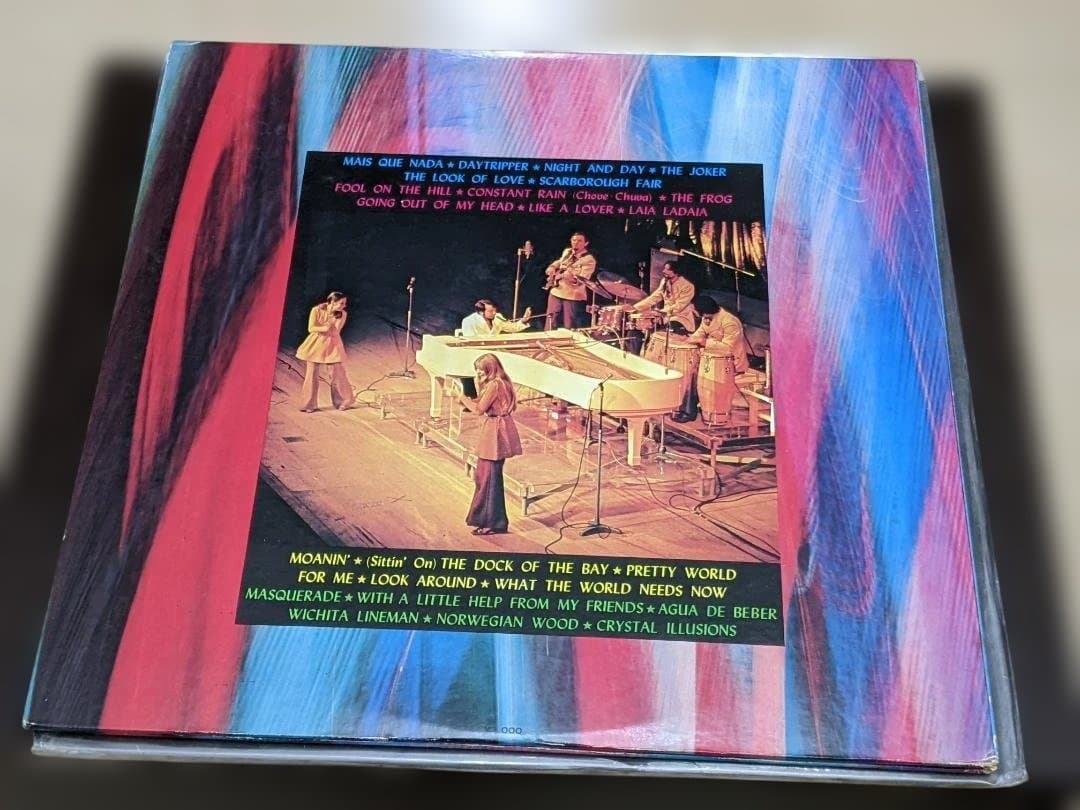 MAIS QUE NADA ★ DAYTRIPPER ★ NIGHT AND DAY ★ THE JOKER
THE LOOK OF LOVE ★ SCARBOROUGH FAIR
FOOL ON THE HILL ★ CONSTANT RAIN (Chove Chuva) ★ THE FROG
GOING OUT OF MY HEAD ★ LIKE A LOVER ★ LAIA LADAIA
MOANIN' ★ (Sittin' On) THE DOCK OF THE BAY ★ PRETTY WORLD
FOR ME ★ LOOK AROUND ★ WHAT THE WORLD NEEDS NOW
MASQUERADE ★ WITH A LITTLE HELP FROM MY FRIENDS ★ AGUA DE BEBER
WICHITA LINEMAN ★ NORWEGIAN WOOD ★ CRYSTAL ILLUSIONS